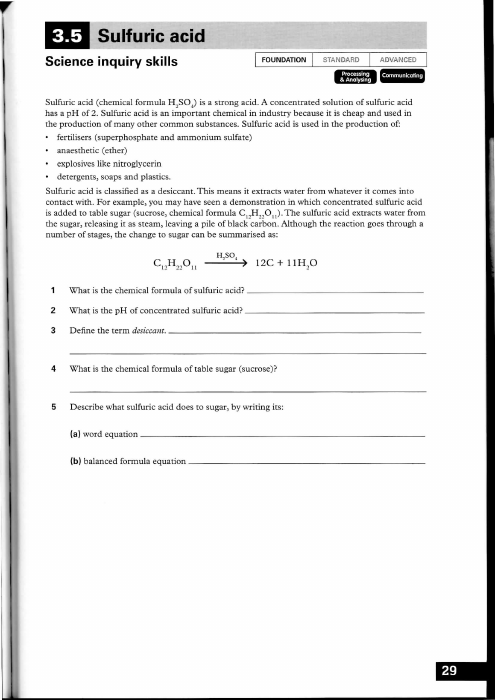 3.5 Sulfuric acid
Science inquiry skills
FOUNDATION STANDARD ADVANCED
Processing & Analysing Communicating
Sulfuric acid (chemical formula H₂SO₄) is a strong acid. A concentrated solution of sulfuric acid
has a pH of 2. Sulfuric acid is an important chemical in industry because it is cheap and used in
the production of many other common substances. Sulfuric acid is used in the production of:
• fertilisers (superphosphate and ammonium sulfate)
• anaesthetic (ether)
• explosives like nitroglycerin
• detergents, soaps and plastics.
Sulfuric acid is classified as a desiccant. This means it extracts water from whatever it comes into
contact with. For example, you may have seen a demonstration in which concentrated sulfuric acid
is added to table sugar (sucrose, chemical formula C₁₂H₂₂O₁₁). The sulfuric acid extracts water from
the sugar, releasing it as steam, leaving a pile of black carbon. Although the reaction goes through a
number of stages, the change to sugar can be summarised as:
H₂SO₄
C₁₂H₂₂O₁₁ → 12C + 11H₂O
1 What is the chemical formula of sulfuric acid?
2 What is the pH of concentrated sulfuric acid?
3 Define the term desiccant.
4 What is the chemical formula of table sugar (sucrose)?
5 Describe what sulfuric acid does to sugar, by writing its:
(a) word equation
(b) balanced formula equation
29